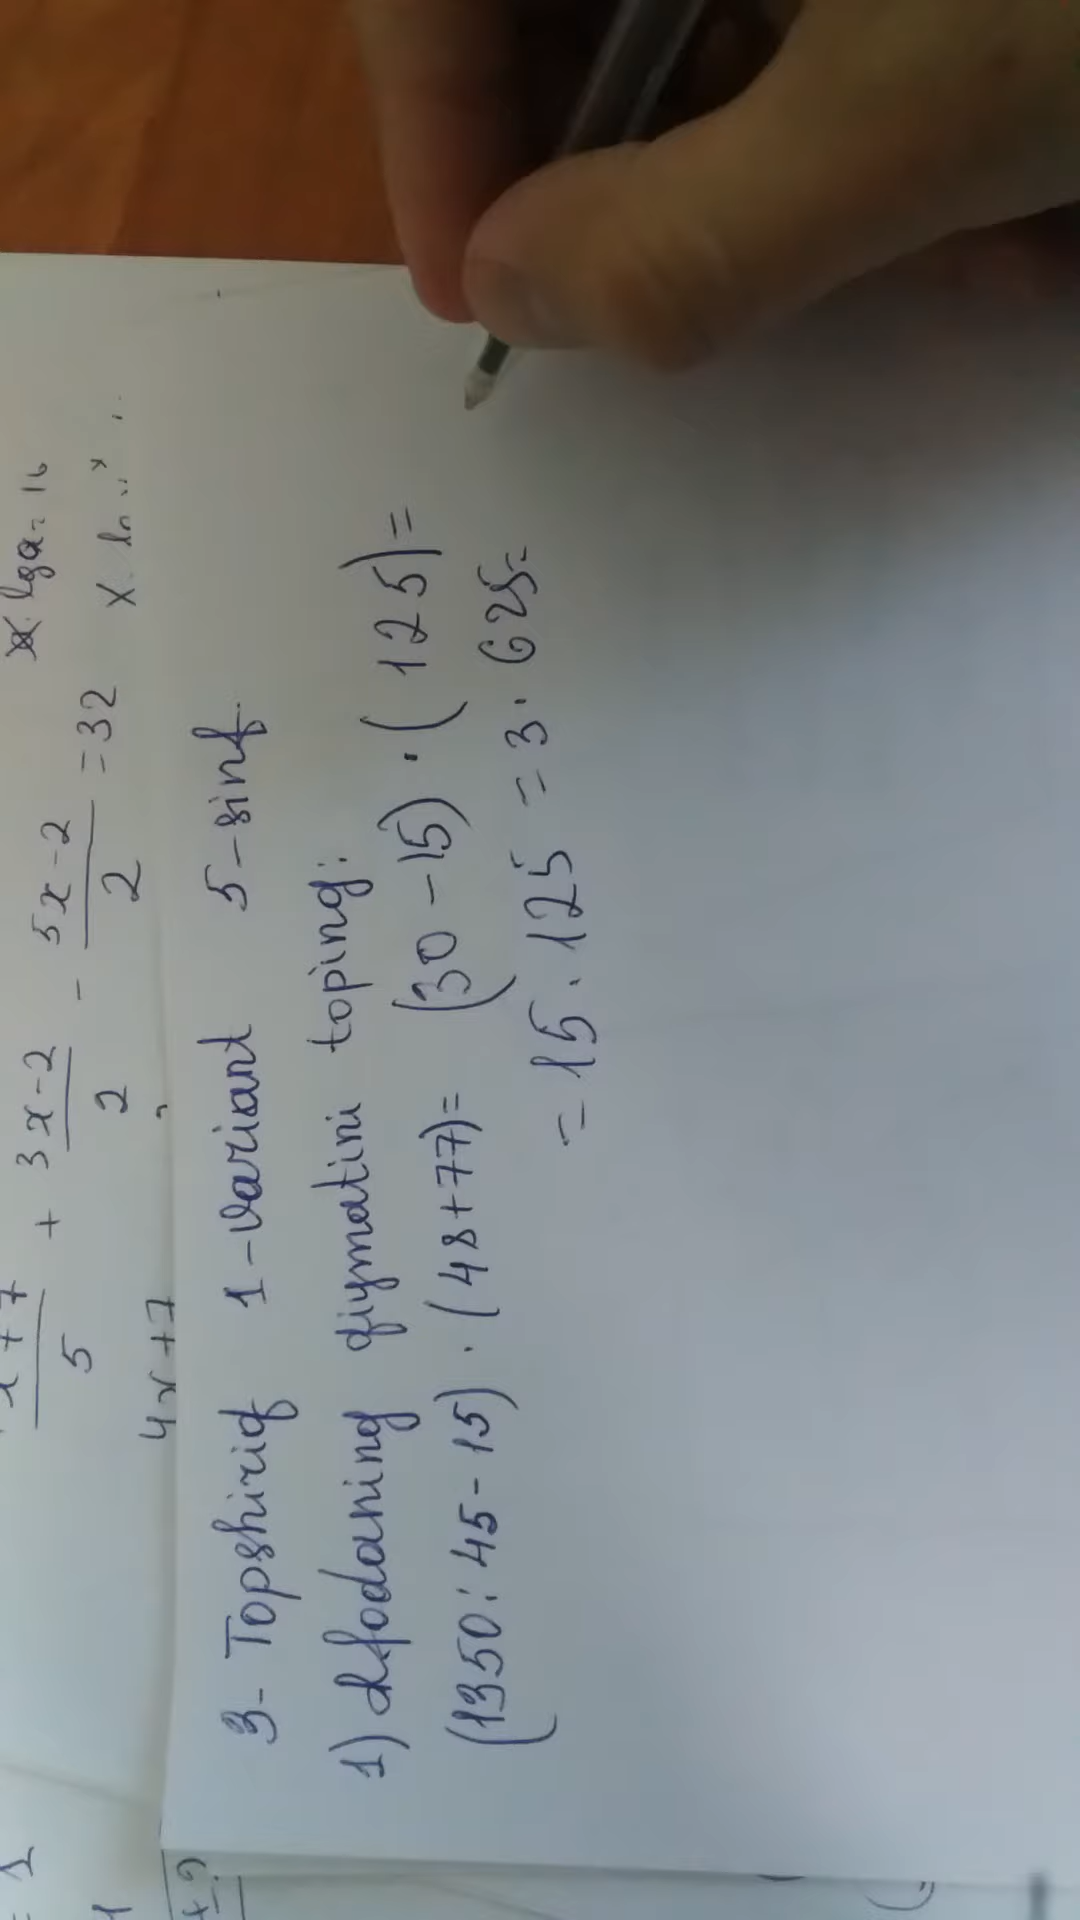 x+7/5 + 3x-2/2 - 5x-2/2 = 32
4x+7
3- Topshiriq 1-variant 5-sinf
1) Ifodaning qiymatini toping:
(1350:45-15)·(48+77)= (30-15)·(125)=
=15·125 = 3·625=